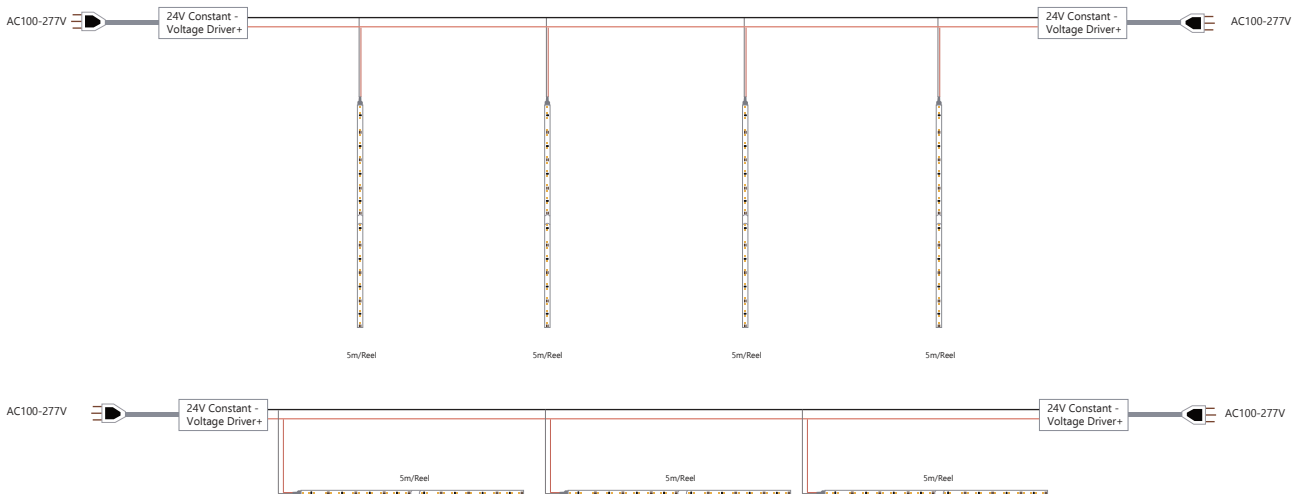 AC100-277V
24V Constant -
Voltage Driver+
24V Constant -
Voltage Driver+
AC100-277V
5m/Reel
5m/Reel
5m/Reel
5m/Reel
AC100-277V
24V Constant -
Voltage Driver+
24V Constant -
Voltage Driver+
AC100-277V
5m/Reel
5m/Reel
5m/Reel